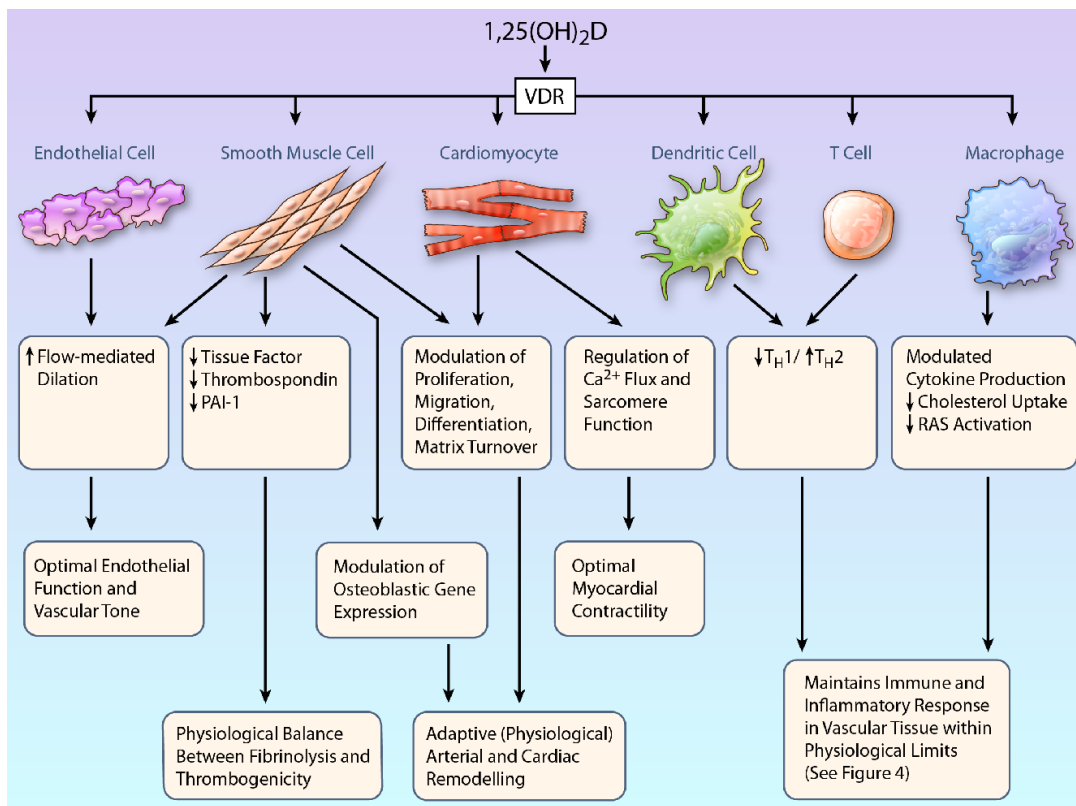 1,25(OH)₂D
VDR
Endothelial Cell
Smooth Muscle Cell
Cardiomyocyte
Dendritic Cell
T Cell
Macrophage
↑ Flow-mediated
Dilation
↓ Tissue Factor
↓ Thrombospondin
↓ PAI-1
Modulation of
Proliferation,
Migration,
Differentiation,
Matrix Turnover
Regulation of
Ca²⁺ Flux and
Sarcomere
Function
↓T_H1/ ↑T_H2
Modulated
Cytokine Production
↓ Cholesterol Uptake
↓ RAS Activation
Optimal Endothelial
Function and
Vascular Tone
Modulation of
Osteoblastic Gene
Expression
Optimal
Myocardial
Contractility
Physiological Balance
Between Fibrinolysis and
Thrombogenicity
Adaptive (Physiological)
Arterial and Cardiac
Remodelling
Maintains Immune and
Inflammatory Response
in Vascular Tissue within
Physiological Limits
(See Figure 4)